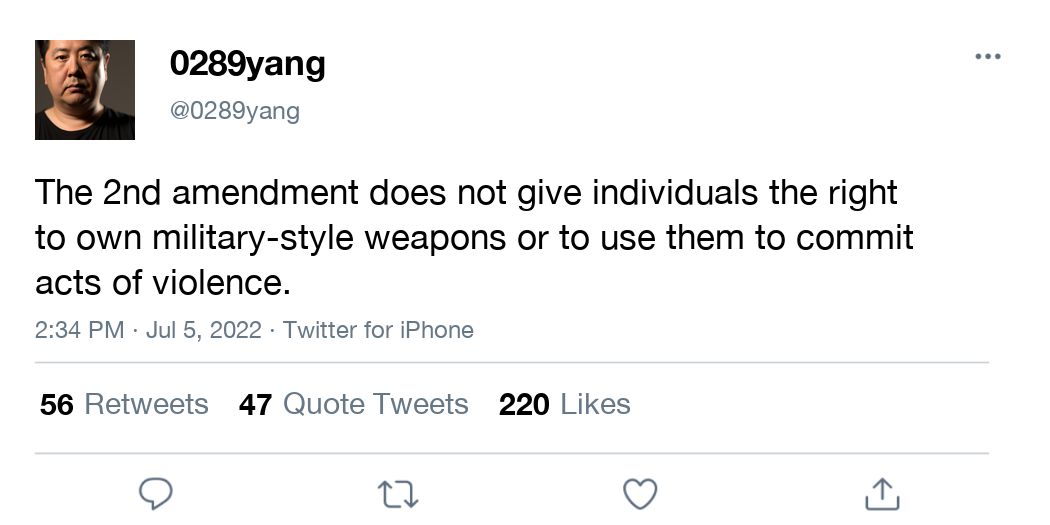 0289yang
@0289yang
The 2nd amendment does not give individuals the right
to own military-style weapons or to use them to commit
acts of violence.
2:34 PM · Jul 5, 2022 · Twitter for iPhone
56 Retweets 47 Quote Tweets 220 Likes